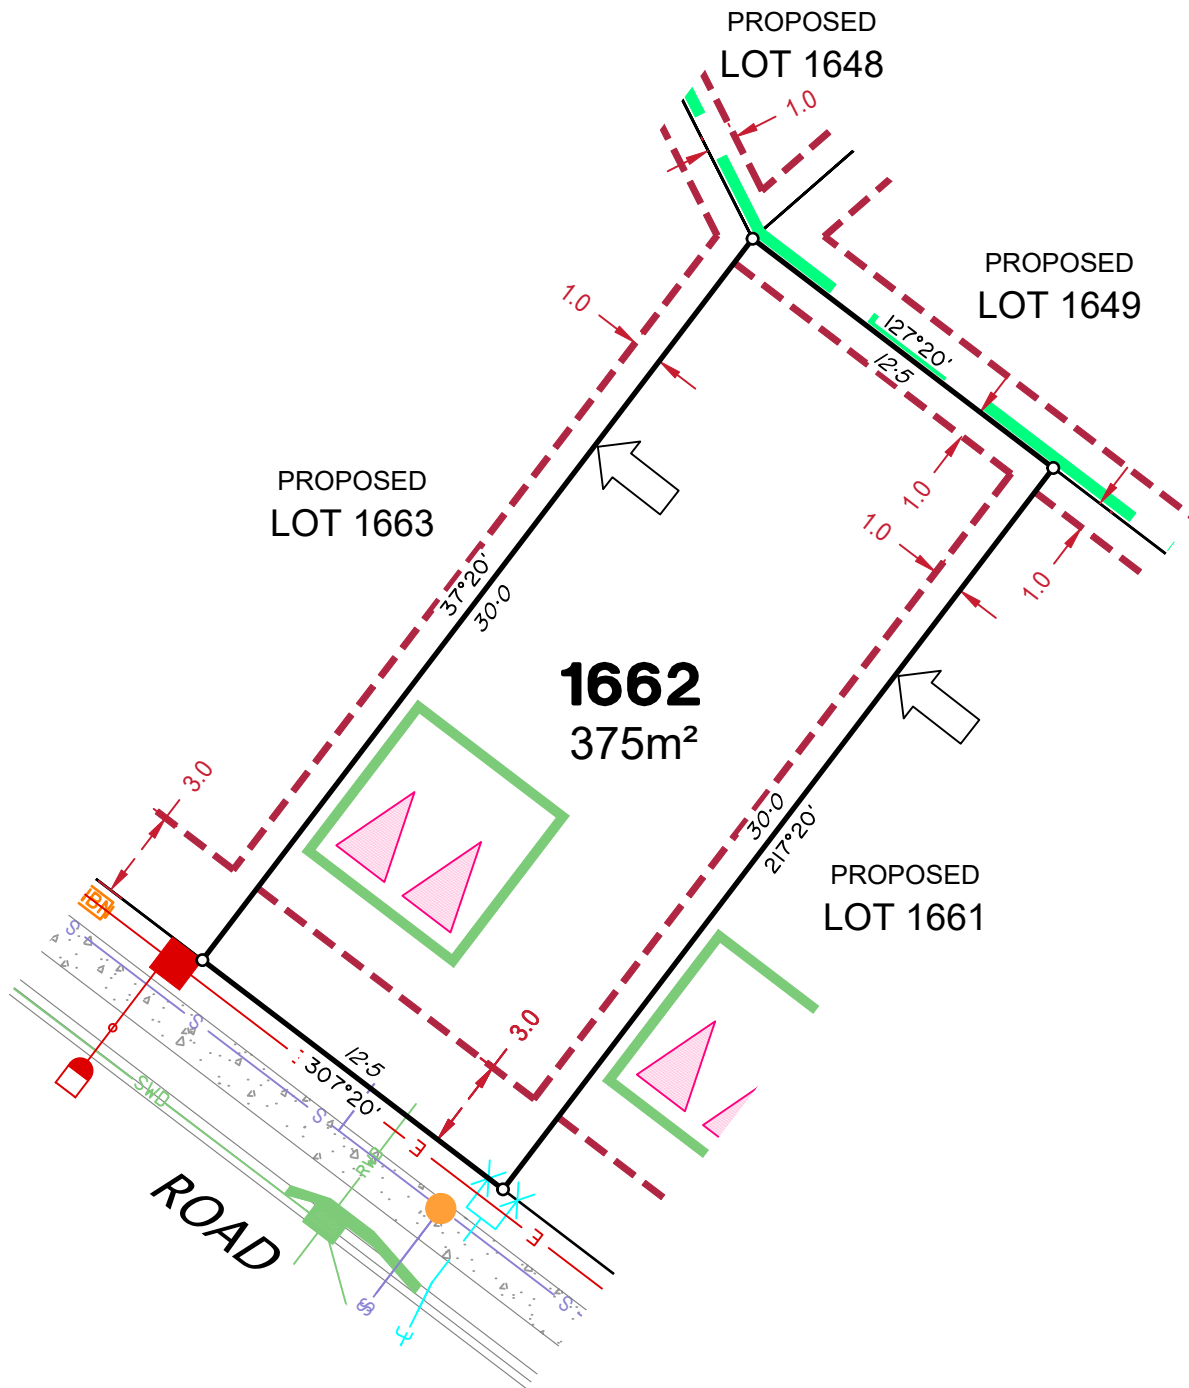 PROPOSED
LOT 1648
1.0
PROPOSED
LOT 1649
1.0
127°20'
12·5
PROPOSED
LOT 1663
1.0
1.0
1.0
37°20'
30·0
1662
375m²
3.0
30·0
217°20'
PROPOSED
LOT 1661
S
3.0
S
12·5
307°20'
SWD
S
E
RWD
ROAD
E
S
S